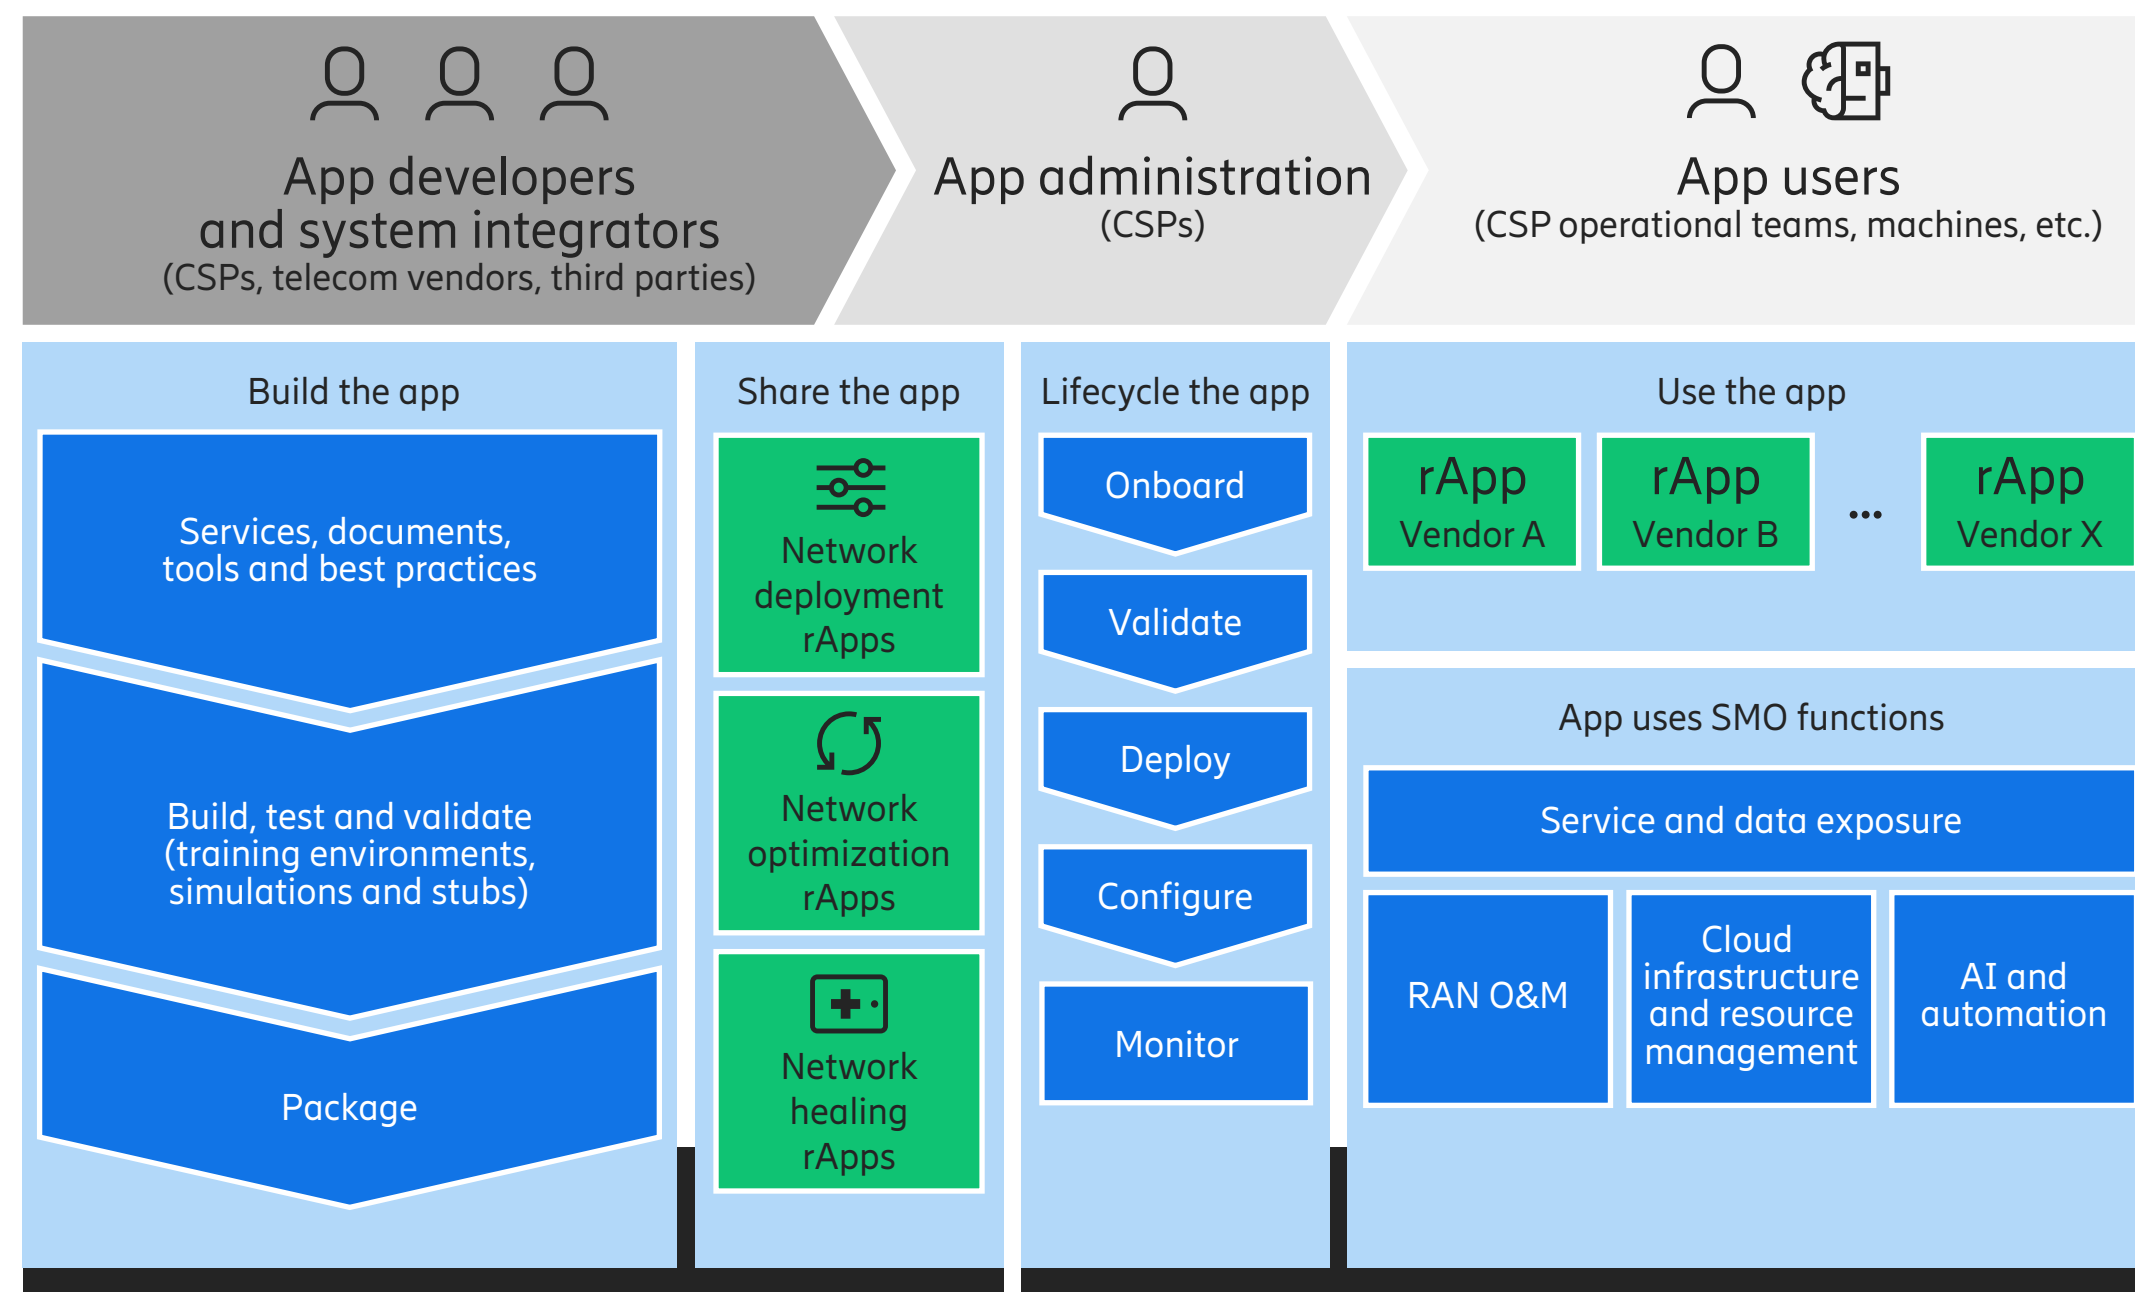 App developers
and system integrators
(CSPs, telecom vendors, third parties)
App administration
(CSPs)
App users
(CSP operational teams, machines, etc.)
Build the app
Services, documents,
tools and best practices
Build, test and validate
(training environments,
simulations and stubs)
Package
Share the app
Network
deployment
rApps
Network
optimization
rApps
Network
healing
rApps
Lifecycle the app
Onboard
Validate
Deploy
Configure
Monitor
Use the app
rApp
Vendor A
rApp
Vendor B
...
rApp
Vendor X
App uses SMO functions
Service and data exposure
RAN O&M
Cloud
infrastructure
and resource
management
AI and
automation